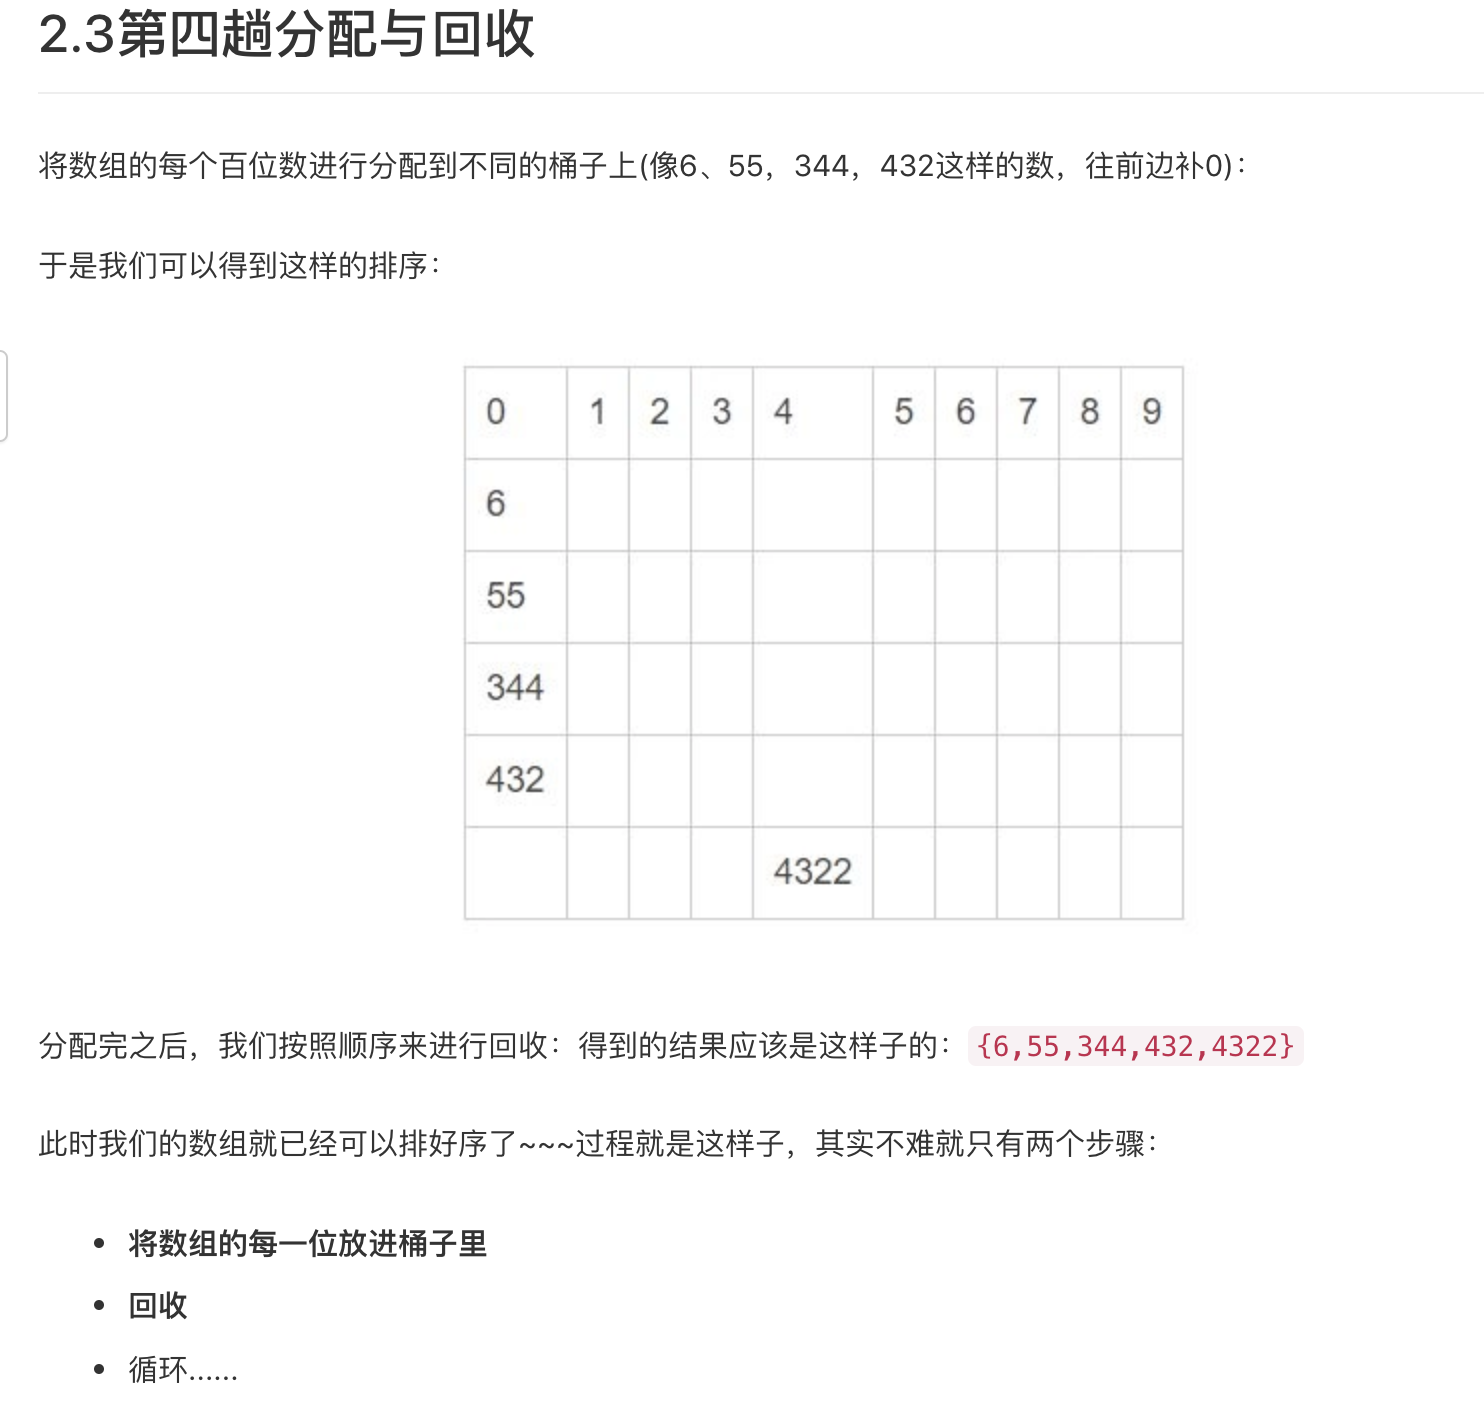 2.3第四趟分配与回收
将数组的每个百位数进行分配到不同的桶子上(像6、55，344，432这样的数，往前边补0)：
于是我们可以得到这样的排序：
0 1 2 3 4 5 6 7 8 9
6
55
344
432
4322
分配完之后，我们按照顺序来进行回收：得到的结果应该是这样子的：{6,55,344,432,4322}
此时我们的数组就已经可以排好序了~~~过程就是这样子，其实不难就只有两个步骤：
• 将数组的每一位放进桶子里
• 回收
• 循环......